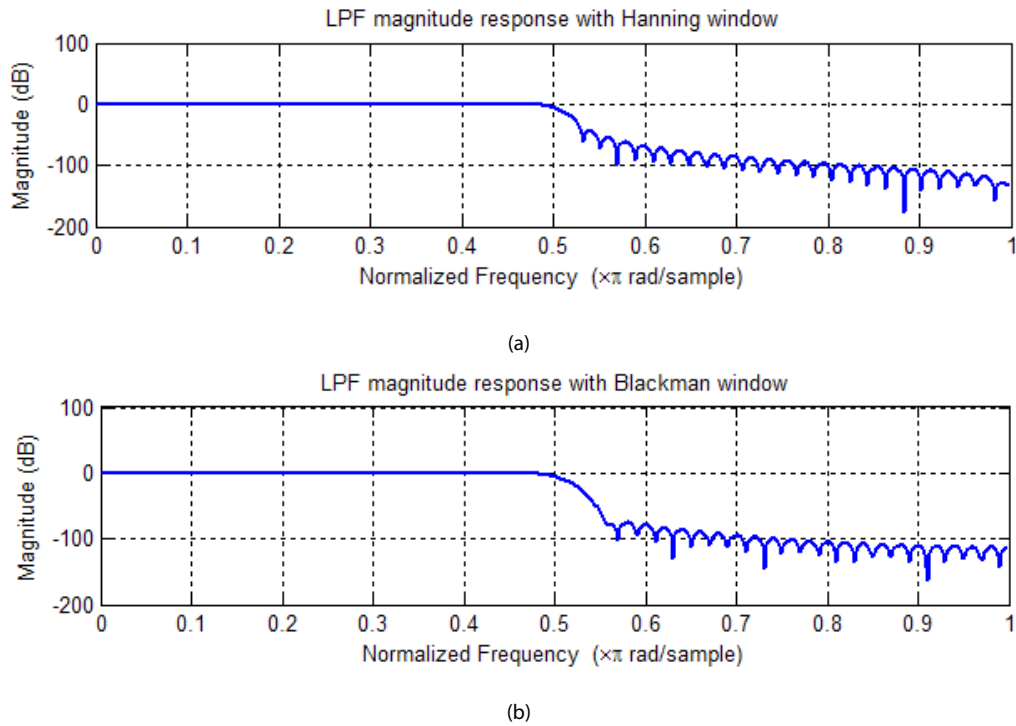 LPF magnitude response with Hanning window
Magnitude (dB)
100
0
-100
-200
0 0.1 0.2 0.3 0.4 0.5 0.6 0.7 0.8 0.9 1
Normalized Frequency (×π rad/sample)
(a)
LPF magnitude response with Blackman window
Magnitude (dB)
100
0
-100
-200
0 0.1 0.2 0.3 0.4 0.5 0.6 0.7 0.8 0.9 1
Normalized Frequency (×π rad/sample)
(b)